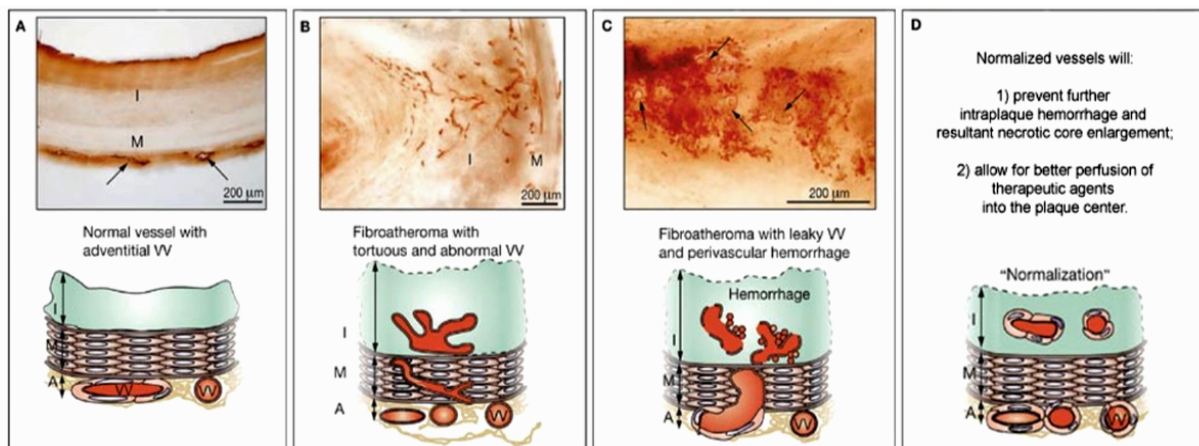 A
I
M
200 µm
Normal vessel with
adventitial VV
I
M
A
VV
VV
B
I
M
200 µm
Fibroatheroma with
tortuous and abnormal VV
I
M
A
VV
C
200 µm
Fibroatheroma with leaky VV
and perivascular hemorrhage
Hemorrhage
I
M
A
VV
D
Normalized vessels will:
1) prevent further
intraplaque hemorrhage and
resultant necrotic core enlargement;
2) allow for better perfusion of
therapeutic agents
into the plaque center.
"Normalization"
I
M
A
VV